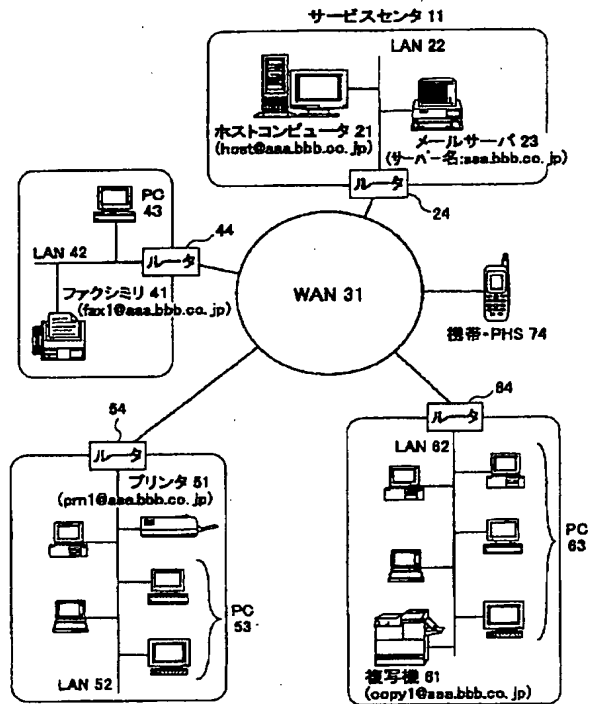 サービスセンタ 11
LAN 22
ホストコンピュータ 21
(host@aaa.bbb.co.jp)
メールサーバ 23
(サーバー名:aaa.bbb.co.jp)
ルータ
24
PC
43
44
LAN 42
ルータ
ファクシミリ 41
(fax1@aaa.bbb.co.jp)
WAN 31
携帯・PHS 74
54
ルータ
プリンタ 51
(prn1@aaa.bbb.co.jp)
PC
53
LAN 52
64
ルータ
LAN 62
PC
63
複写機 61
(copy1@aaa.bbb.co.jp)